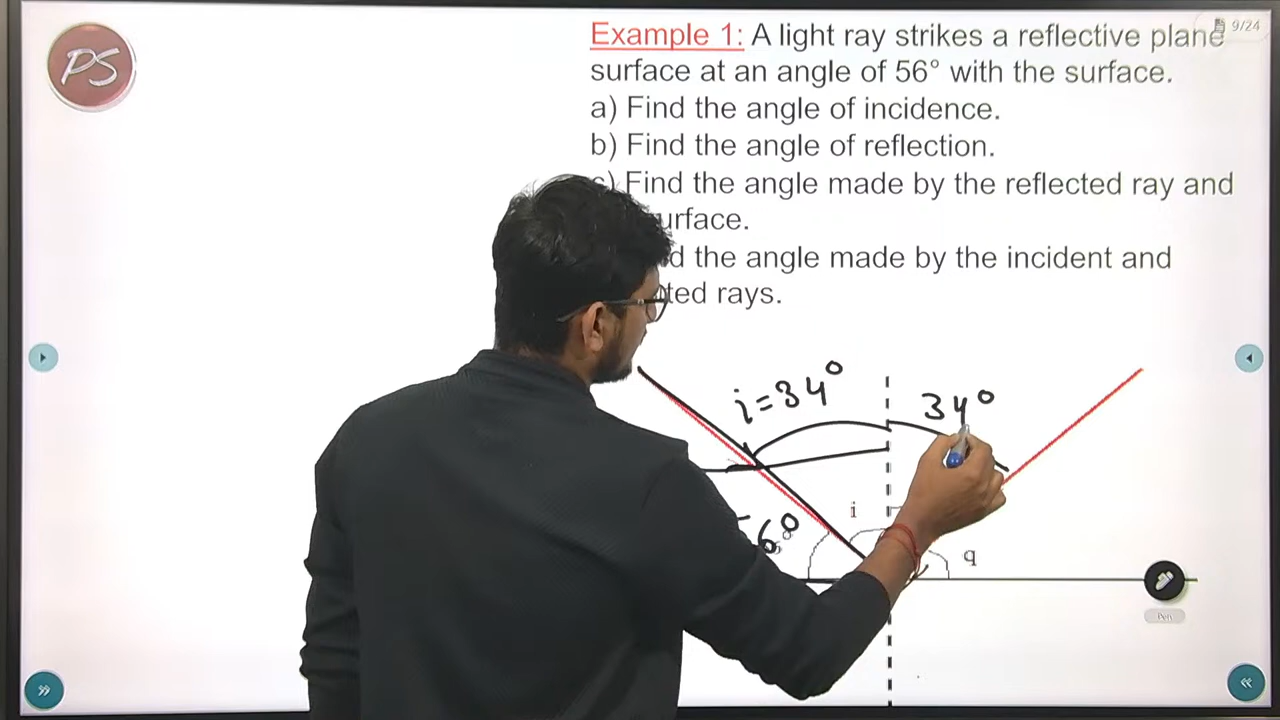 PS
9/24
Example 1: A light ray strikes a reflective plane
surface at an angle of 56° with the surface.
a) Find the angle of incidence.
b) Find the angle of reflection.
c) Find the angle made by the reflected ray and
urface.
d the angle made by the incident and
ted rays.
i=34°
34°
i
6°
q
Pen